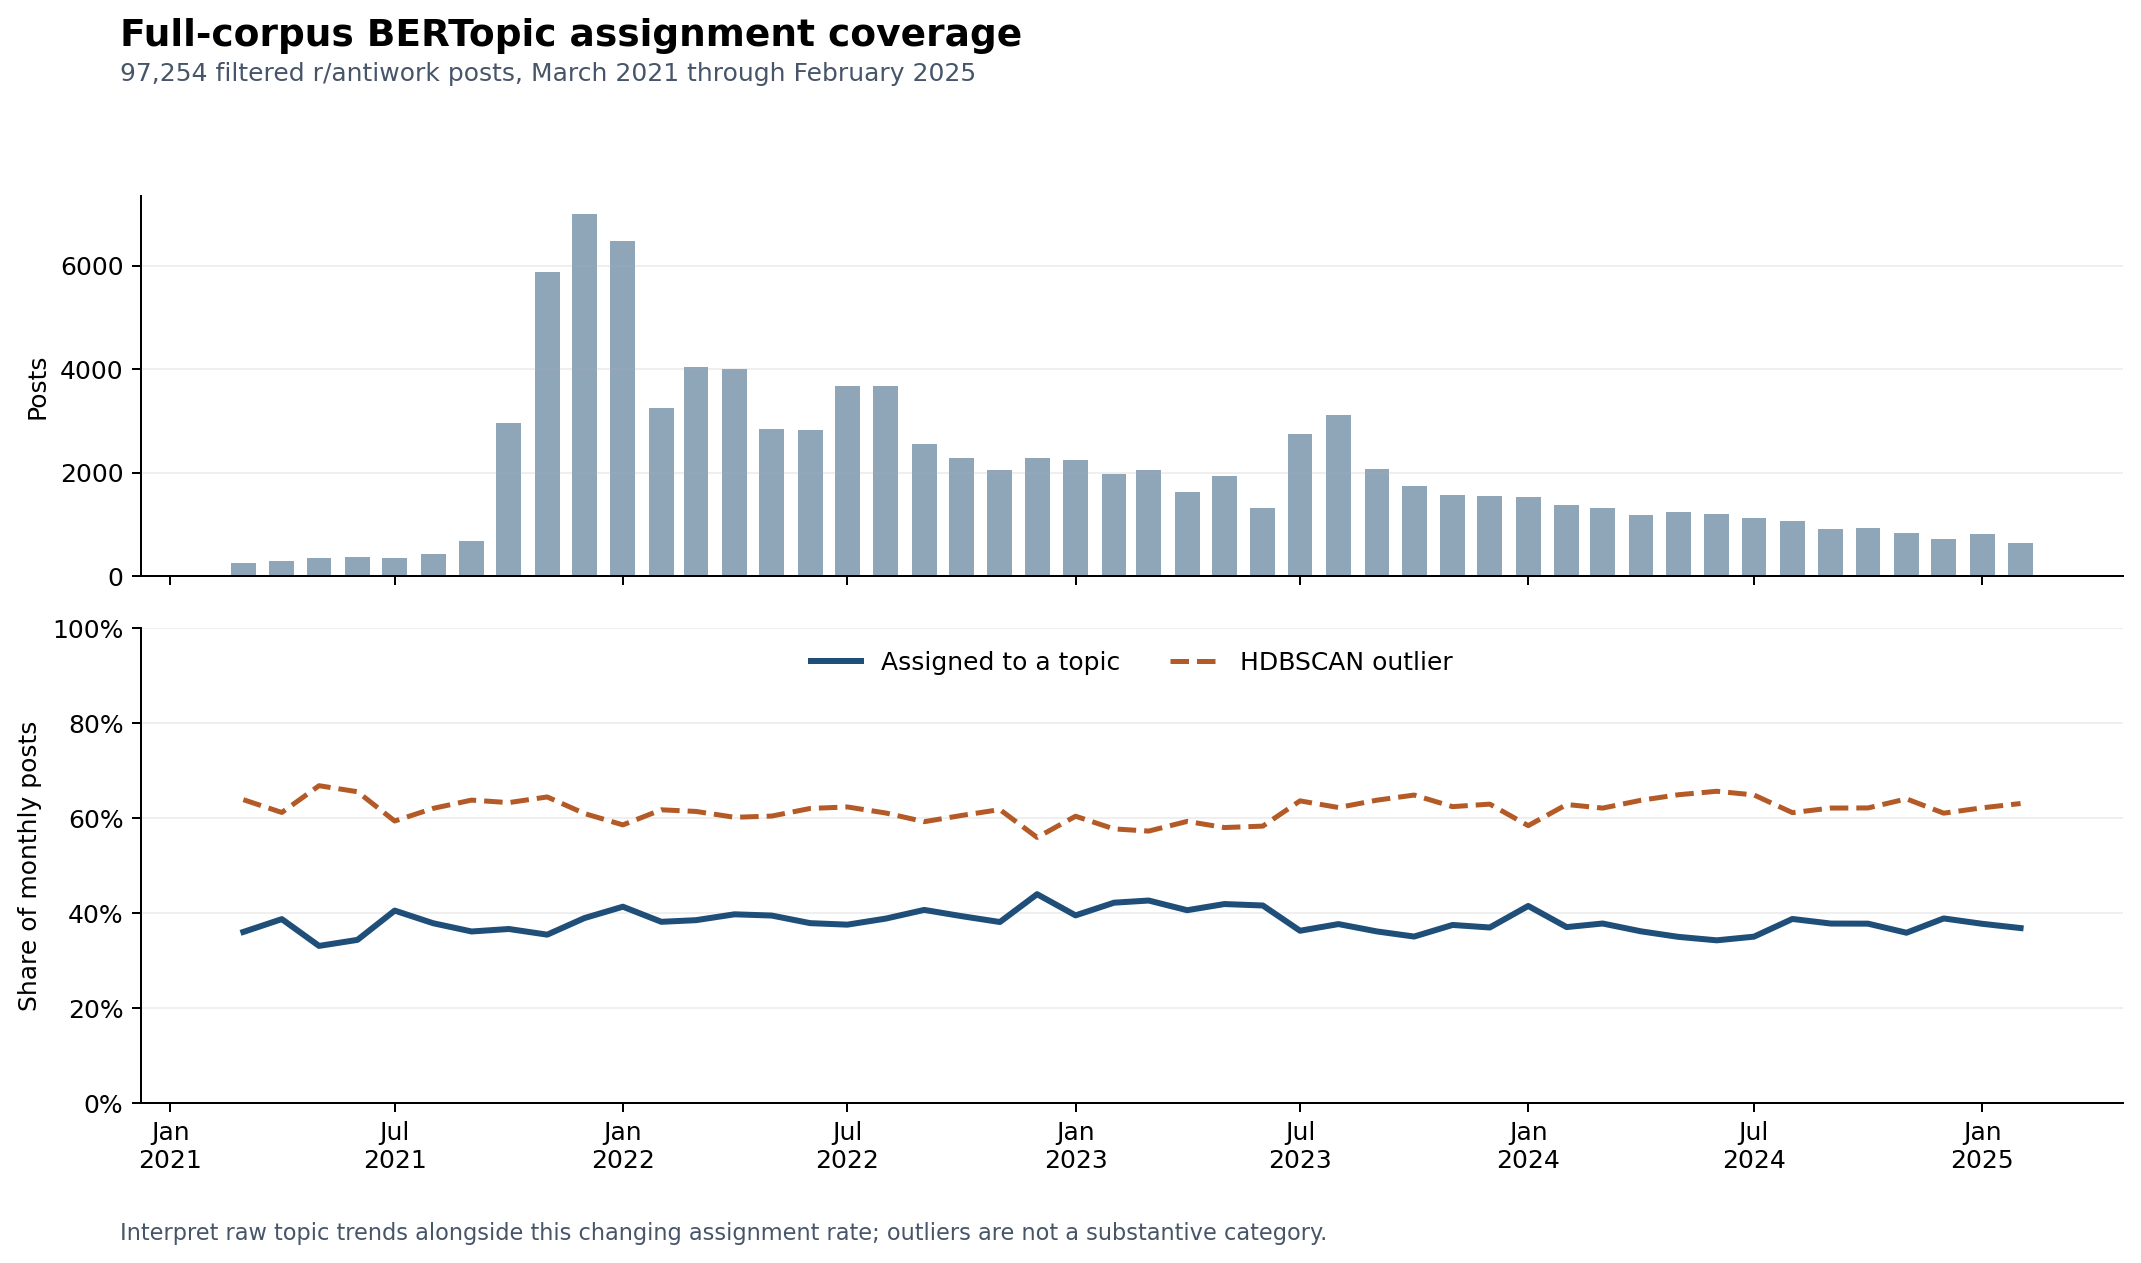 Full-corpus BERTopic assignment coverage
97,254 filtered r/antiwork posts, March 2021 through February 2025
Posts
6000
4000
2000
0
Share of monthly posts
100%
80%
60%
40%
20%
0%
Assigned to a topic
HDBSCAN outlier
Jan Jul Jan Jul Jan Jul Jan Jul Jan
2021 2021 2022 2022 2023 2023 2024 2024 2025
Interpret raw topic trends alongside this changing assignment rate; outliers are not a substantive category.